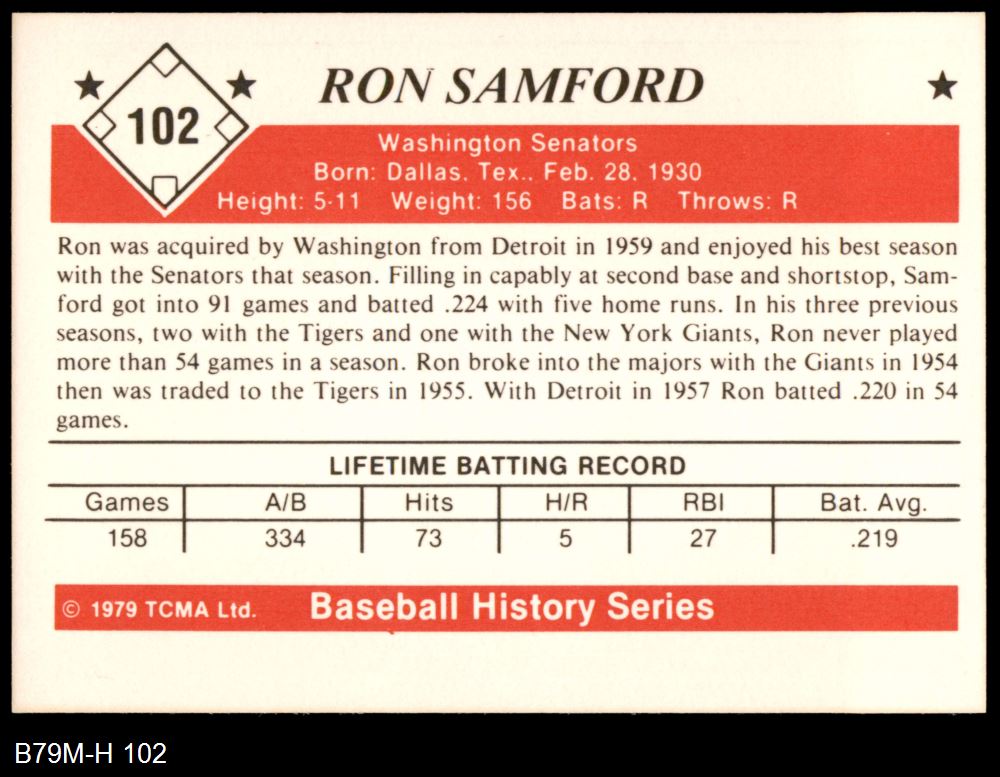 RON SAMFORD
102
Washington Senators
Born: Dallas, Tex.. Feb. 28, 1930
Height: 5-11 Weight: 156 Bats: R Throws: R
Ron was acquired by Washington from Detroit in 1959 and enjoyed his best season
with the Senators that season. Filling in capably at second base and shortstop, Sam-
ford got into 91 games and batted .224 with five home runs. In his three previous
seasons, two with the Tigers and one with the New York Giants, Ron never played
more than 54 games in a season. Ron broke into the majors with the Giants in 1954
then was traded to the Tigers in 1955. With Detroit in 1957 Ron batted .220 in 54
games.
LIFETIME BATTING RECORD
Games A/B Hits H/R RBI Bat. Avg.
158 334 73 5 27 .219
© 1979 TCMA Ltd. Baseball History Series
B79M-H 102